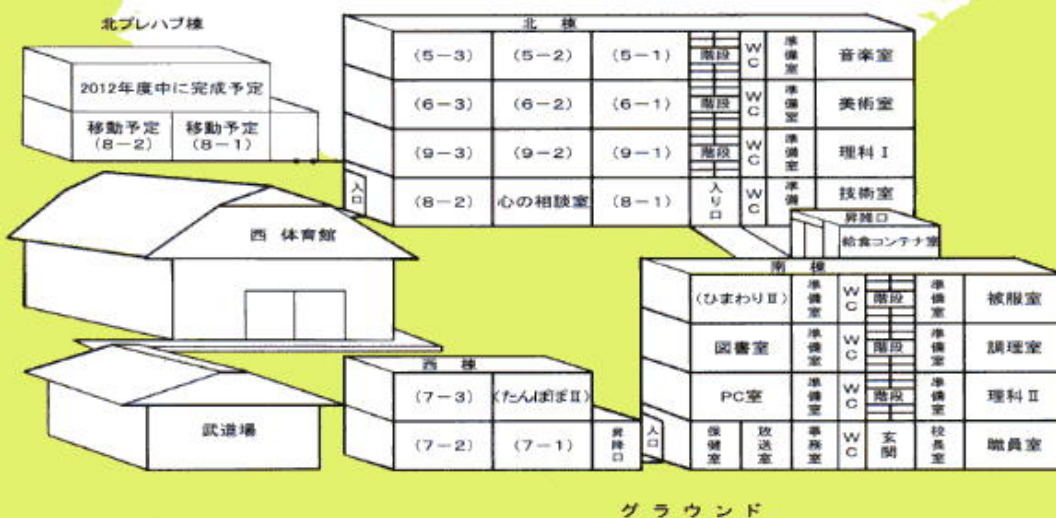 北プレハブ棟
2012年度中に完成予定
移動予定 移動予定
(8-2) (8-1)
北棟
(5-3) (5-2) (5-1) 階段 WC 準備室 音楽室
(6-3) (6-2) (6-1) 階段 WC 準備室 美術室
(9-3) (9-2) (9-1) 階段 WC 準備室 理科Ⅰ
入口 (8-2) 心の相談室 (8-1) 入り口 WC 準備 技術室
昇降口
給食コンテナ室
西 体育館
武道場
西棟
(7-3) (たんぽぽⅡ)
(7-2) (7-1) 昇降口 入口
南棟
(ひまわりⅡ) 準備室 WC 階段 準備室 被服室
図書室 準備室 WC 階段 準備室 調理室
PC室 準備室 WC 階段 準備室 理科Ⅱ
保健室 放送室 事務室 WC 玄関 校長室 職員室
グラウンド